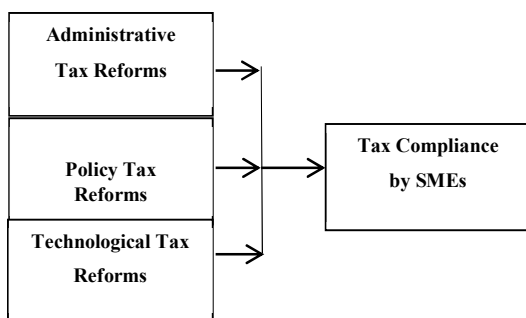 Administrative
Tax Reforms
Policy Tax
Reforms
Technological Tax
Reforms
Tax Compliance
by SMEs